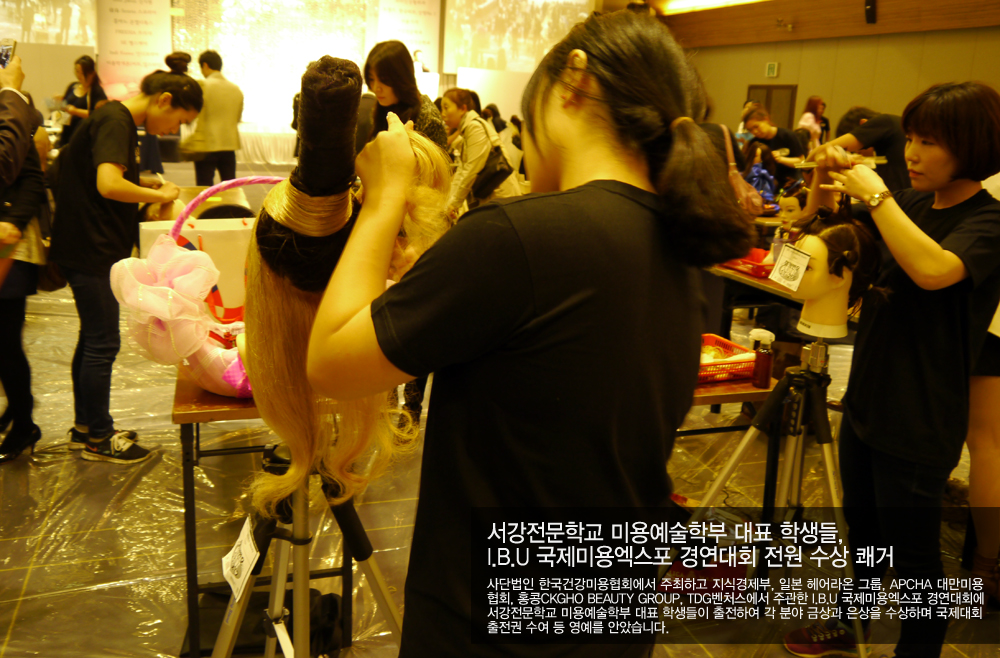 서강전문학교 미용예술학부 대표 학생들,
I.B.U 국제미용엑스포 경연대회 전원 수상 쾌거
사단법인 한국건강미용협회에서 주최하고 지식경제부, 일본 헤어라온 그룹, APCHA 대만미용
협회, 홍콩CKGHO BEAUTY GROUP, TDG벤처스에서 주관한 I.B.U 국제미용엑스포 경연대회에
서강전문학교 미용예술학부 대표 학생들이 출전하여 각 분야 금상과 은상을 수상하며 국제대회
출전권 수여 등 영예를 안았습니다.